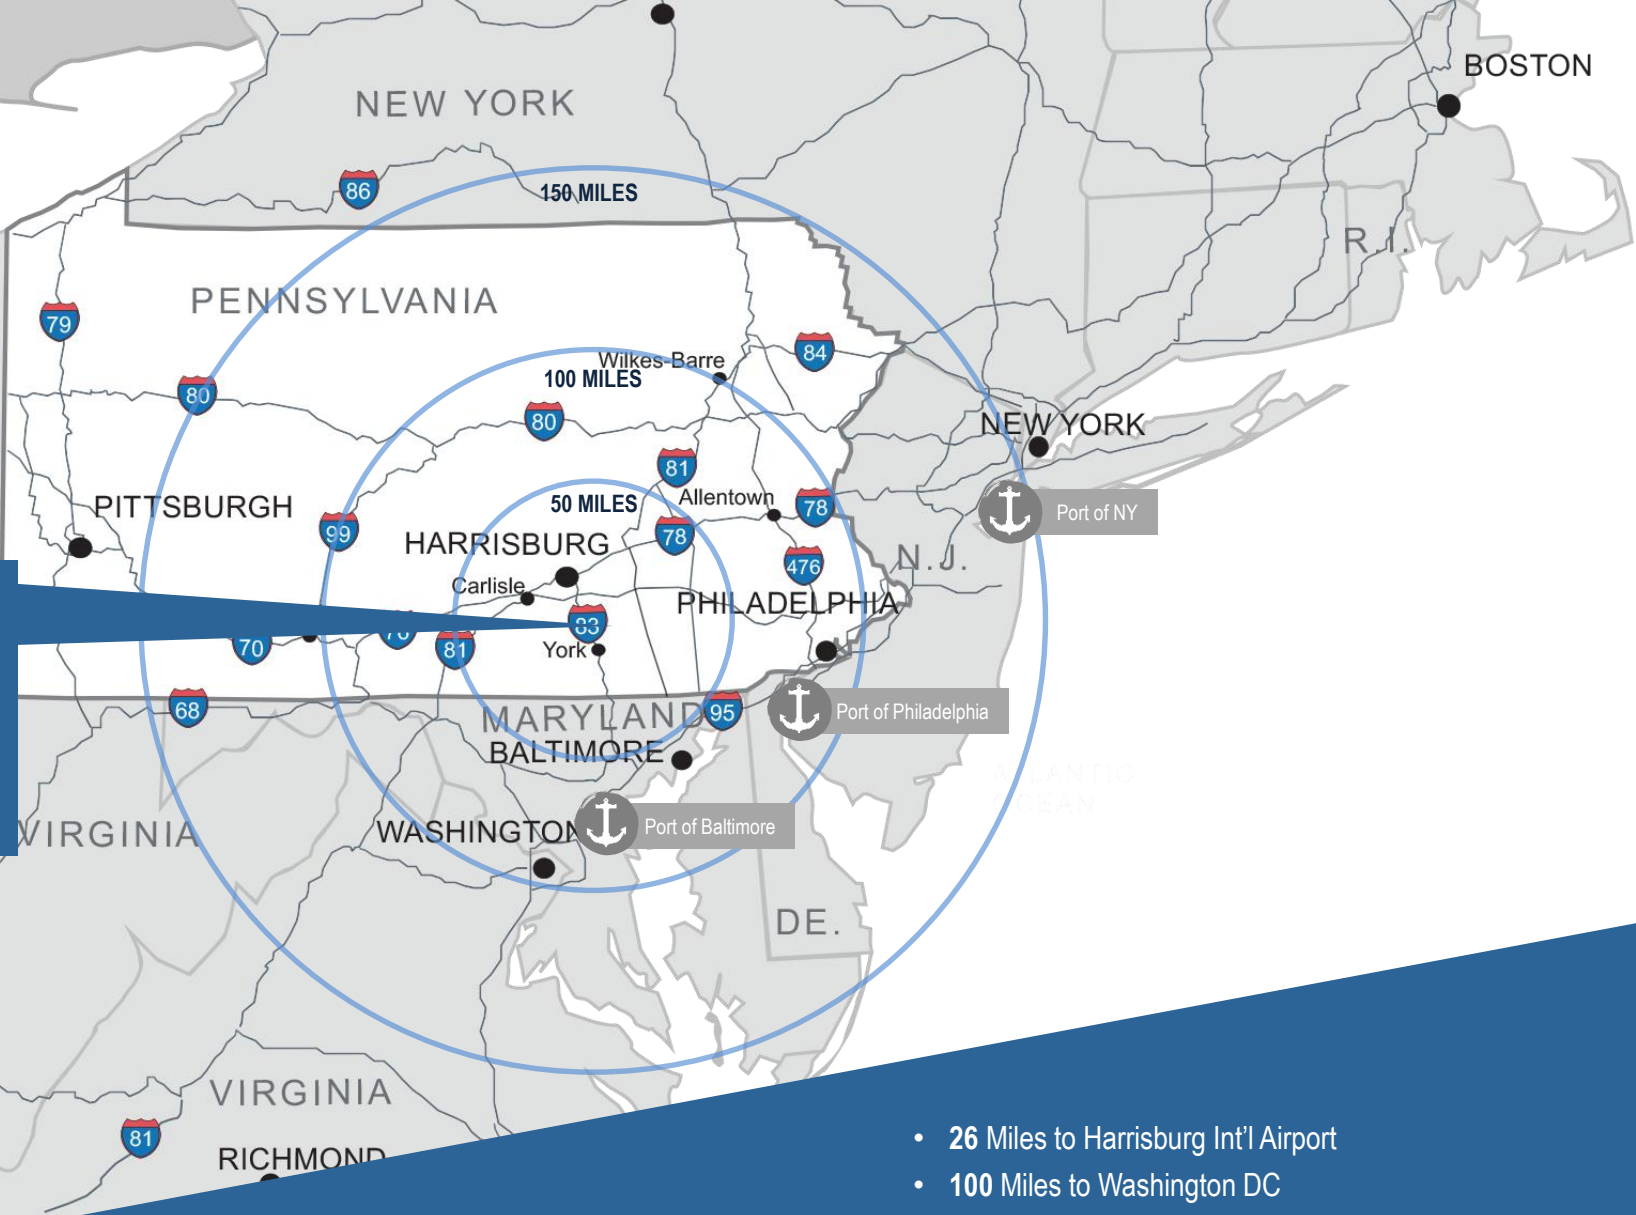 BOSTON
NEW YORK
86
150 MILES
R.I.
PENNSYLVANIA
79
84
Wilkes-Barre
100 MILES
80
80
NEW YORK
81
Allentown
50 MILES
PITTSBURGH
78
Port of NY
99
78
HARRISBURG
N.J.
476
Carlisle
PHILADELPHIA
83
70
81
York
68
95
MARYLAND
Port of Philadelphia
BALTIMORE
ATLANTIC
OCEAN
VIRGINIA
WASHINGTON
Port of Baltimore
DE.
VIRGINIA
81
RICHMOND
• 26 Miles to Harrisburg Int'l Airport
• 100 Miles to Washington DC